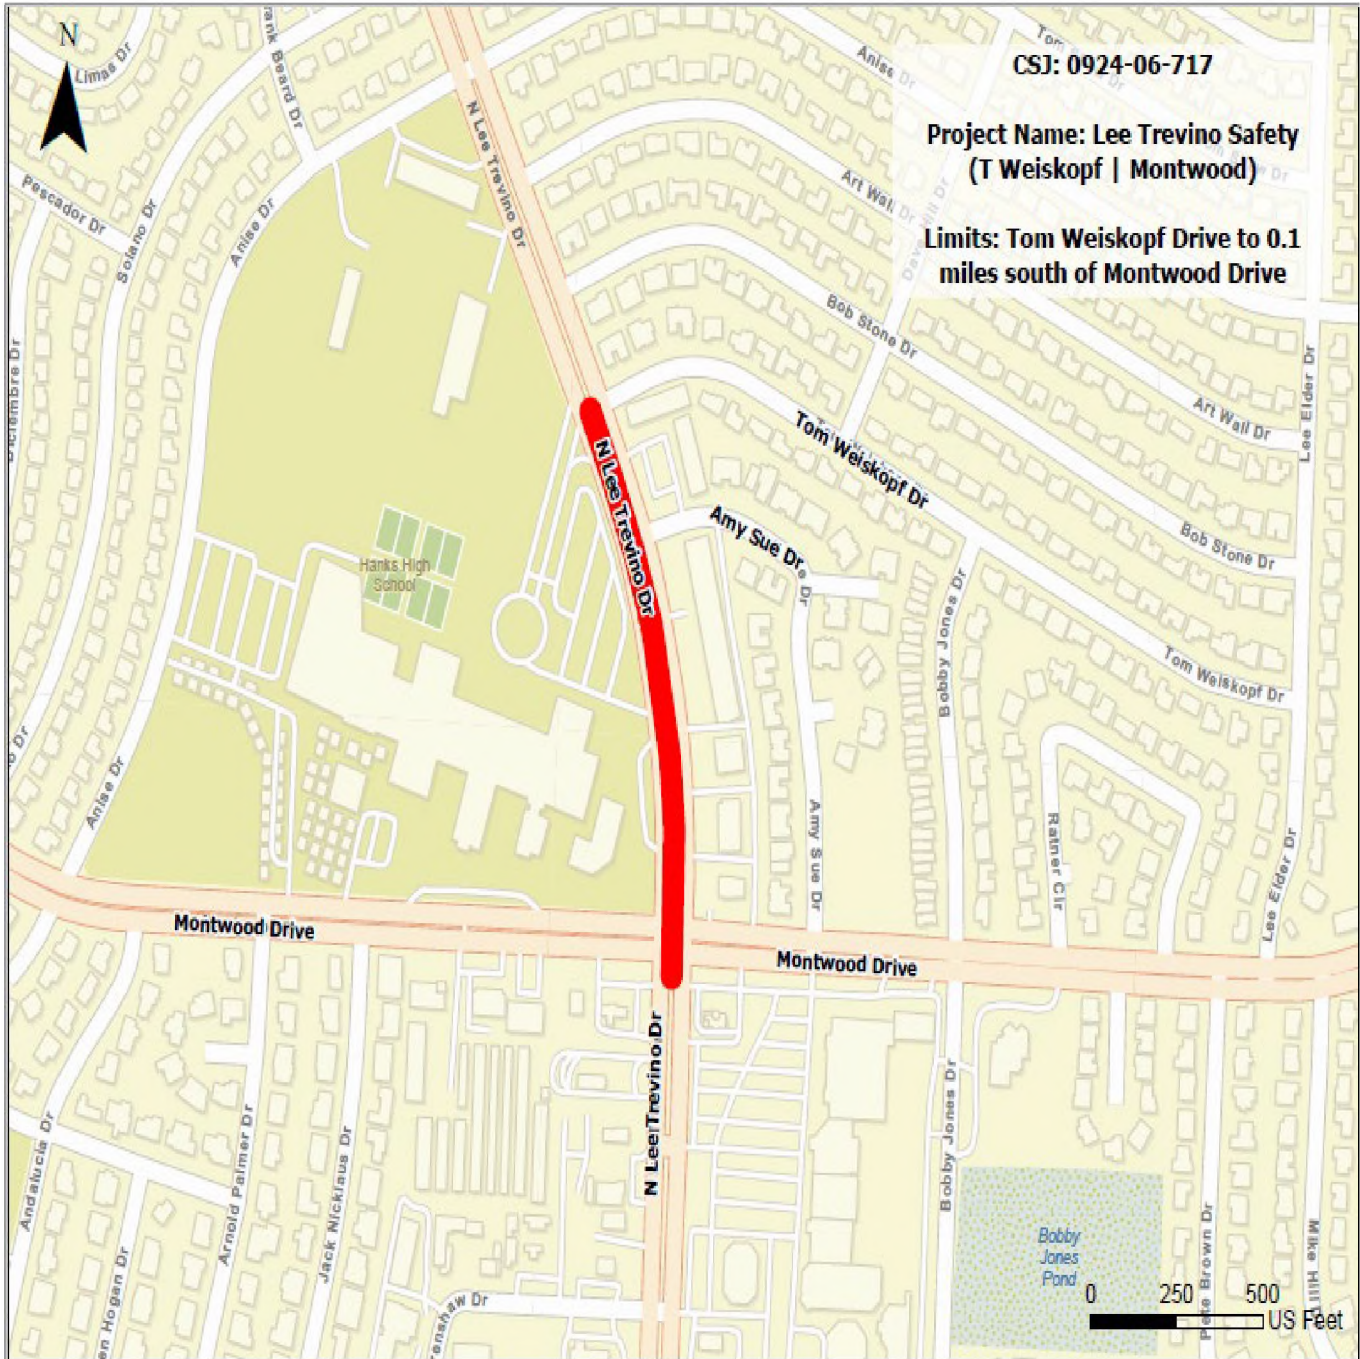 N
CSJ: 0924-06-717
Project Name: Lee Trevino Safety
(T Weiskopf | Montwood)
Limits: Tom Weiskopf Drive to 0.1
miles south of Montwood Drive
Limas Dr
Beard Dr
Anise Dr
Tom
N Lee Trevino Dr
Pescador Dr
Solano Dr
Anise Dr
Art Wall Dr
Bob Stone Dr
Lee Elder Dr
Art Wall Dr
Tom Weiskopf Dr
N Lee Trevino Dr
Amy Sue Dr
Bob Stone Dr
Hanks High
School
Bobby Jones Dr
Tom Weiskopf Dr
Anise Dr
Amy Sue Dr
Ratner Cir
Lee Elder Dr
Montwood Drive
Montwood Drive
N Lee Trevino Dr
Andalucia Dr
Arnold Palmer Dr
Jack Nicklaus Dr
Bobby Jones Dr
Hogan Dr
Bobby
Jones
Pond
Pete Brown Dr
Mike Hill Dr
0 250 500
US Feet